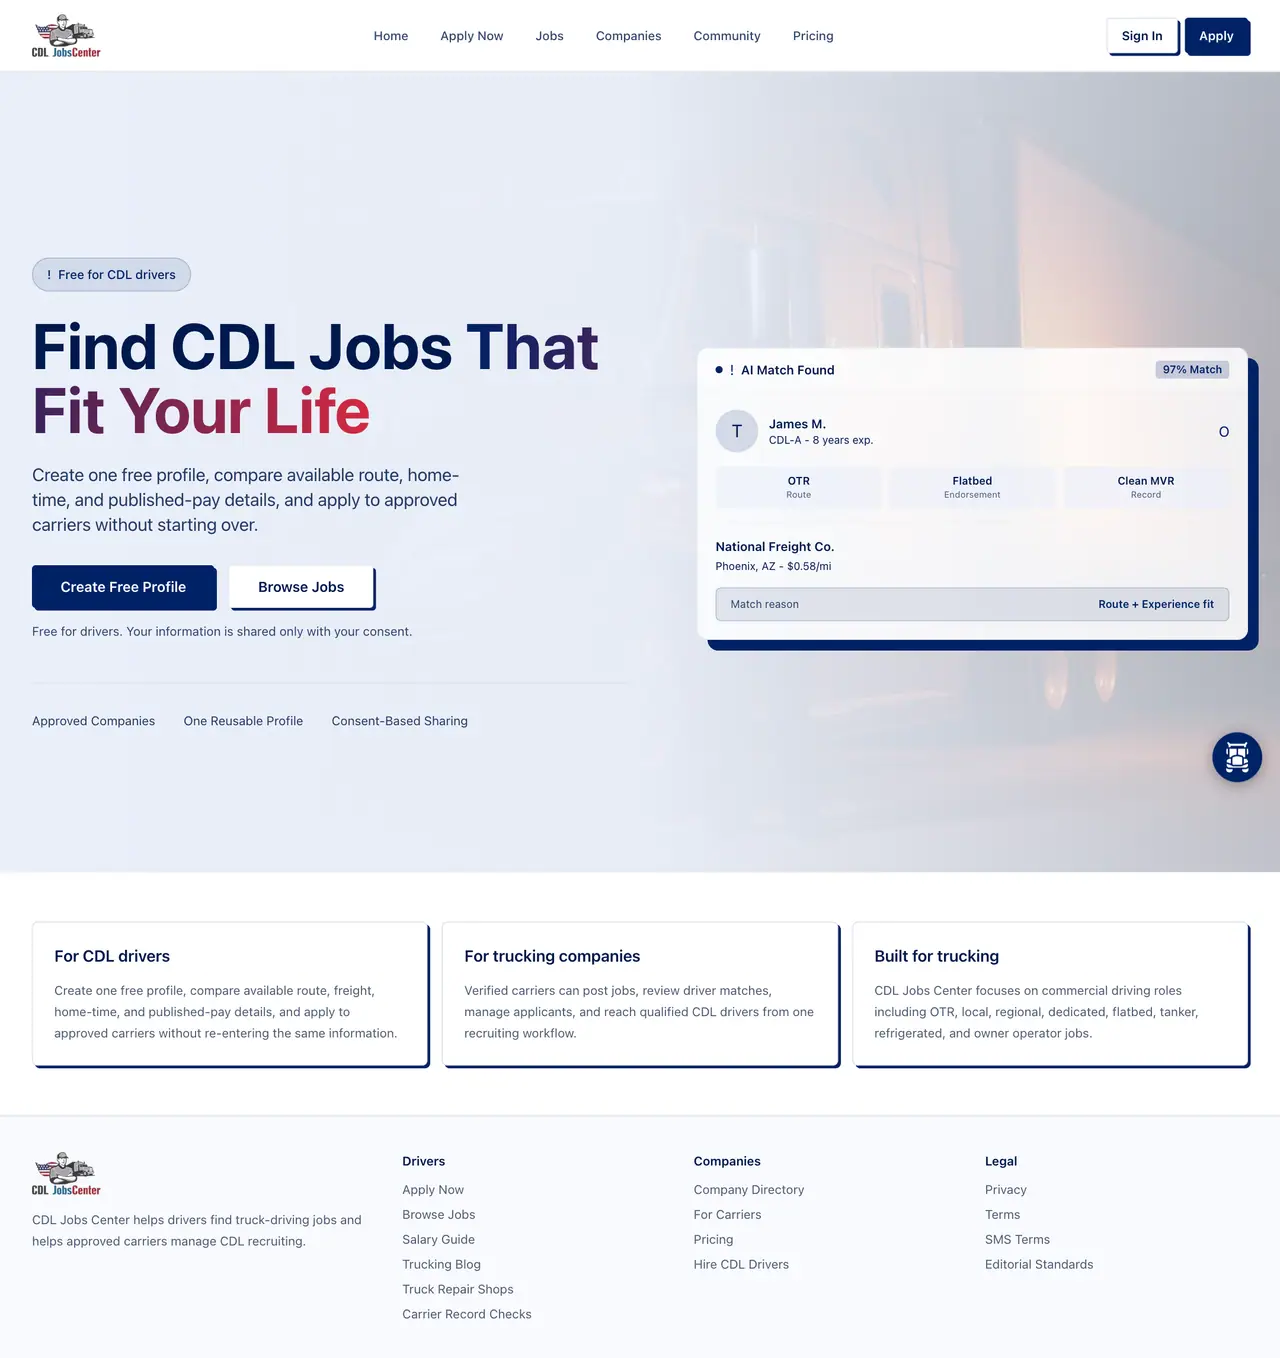 CDL JobsCenter
Home
Apply Now
Jobs
Companies
Community
Pricing
Sign In
Apply
! Free for CDL drivers
Find CDL Jobs That
Fit Your Life
Create one free profile, compare available route, home-
time, and published-pay details, and apply to approved
carriers without starting over.
Create Free Profile
Browse Jobs
Free for drivers. Your information is shared only with your consent.
Approved Companies
One Reusable Profile
Consent-Based Sharing
! AI Match Found
97% Match
T
James M.
CDL-A - 8 years exp.
O
OTR
Route
Flatbed
Endorsement
Clean MVR
Record
National Freight Co.
Phoenix, AZ - $0.58/mi
Match reason
Route + Experience fit
For CDL drivers
Create one free profile, compare available route, freight,
home-time, and published-pay details, and apply to
approved carriers without re-entering the same information.
For trucking companies
Verified carriers can post jobs, review driver matches,
manage applicants, and reach qualified CDL drivers from one
recruiting workflow.
Built for trucking
CDL Jobs Center focuses on commercial driving roles
including OTR, local, regional, dedicated, flatbed, tanker,
refrigerated, and owner operator jobs.
CDL JobsCenter
CDL Jobs Center helps drivers find truck-driving jobs and
helps approved carriers manage CDL recruiting.
Drivers
Apply Now
Browse Jobs
Salary Guide
Trucking Blog
Truck Repair Shops
Carrier Record Checks
Companies
Company Directory
For Carriers
Pricing
Hire CDL Drivers
Legal
Privacy
Terms
SMS Terms
Editorial Standards